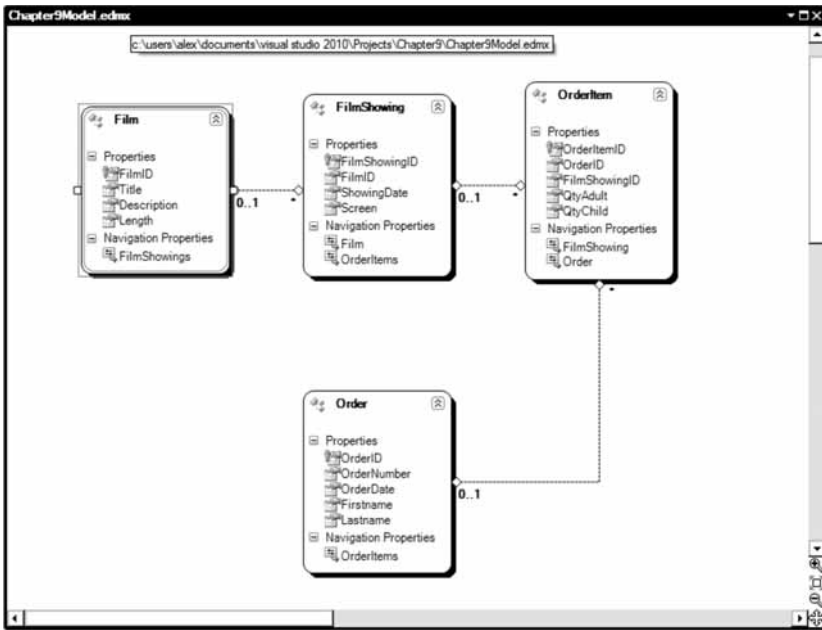 Chapter9Model.edmx
c:\users\alex\documents\visual studio 2010\Projects\Chapter9\Chapter9Model.edmx
Film
Properties
FilmID
Title
Description
Length
Navigation Properties
FilmShowings
0..1
*
FilmShowing
Properties
FilmShowingID
FilmID
ShowingDate
Screen
Navigation Properties
Film
OrderItems
0..1
*
OrderItem
Properties
OrderItemID
OrderID
FilmShowingID
QtyAdult
QtyChild
Navigation Properties
FilmShowing
Order
*
Order
Properties
OrderID
OrderNumber
OrderDate
Firstname
Lastname
Navigation Properties
OrderItems
0..1